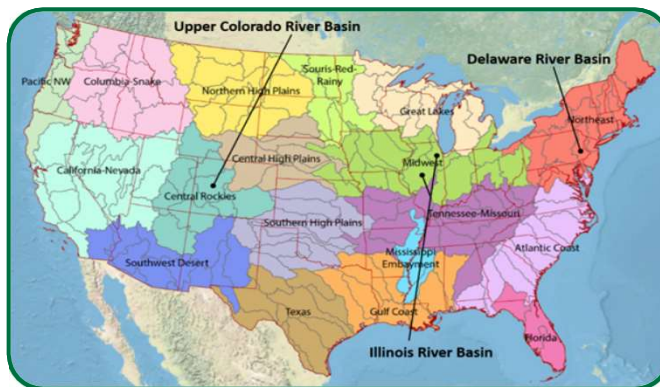 Upper Colorado River Basin
Delaware River Basin
Pacific NW
Columbia-Snake
Northern High Plains
Souris-Red-
Rainy
Great Lakes
Northeast
California-Nevada
Central Rockies
Central High Plains
Midwest
Southern High Plains
Tennessee-Missouri
Atlantic Coast
Southwest Desert
Mississippi
Embayment
Texas
Gulf Coast
Florida
Illinois River Basin